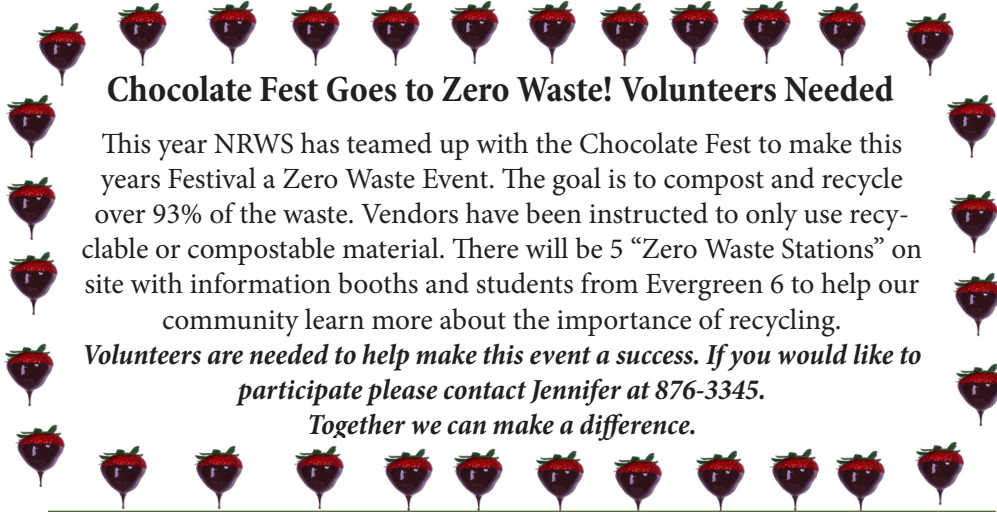 Chocolate Fest Goes to Zero Waste! Volunteers Needed
This year NRWS has teamed up with the Chocolate Fest to make this
years Festival a Zero Waste Event. The goal is to compost and recycle
over 93% of the waste. Vendors have been instructed to only use recy-
clable or compostable material. There will be 5 “Zero Waste Stations” on
site with information booths and students from Evergreen 6 to help our
community learn more about the importance of recycling.
Volunteers are needed to help make this event a success. If you would like to
participate please contact Jennifer at 876-3345.
Together we can make a difference.